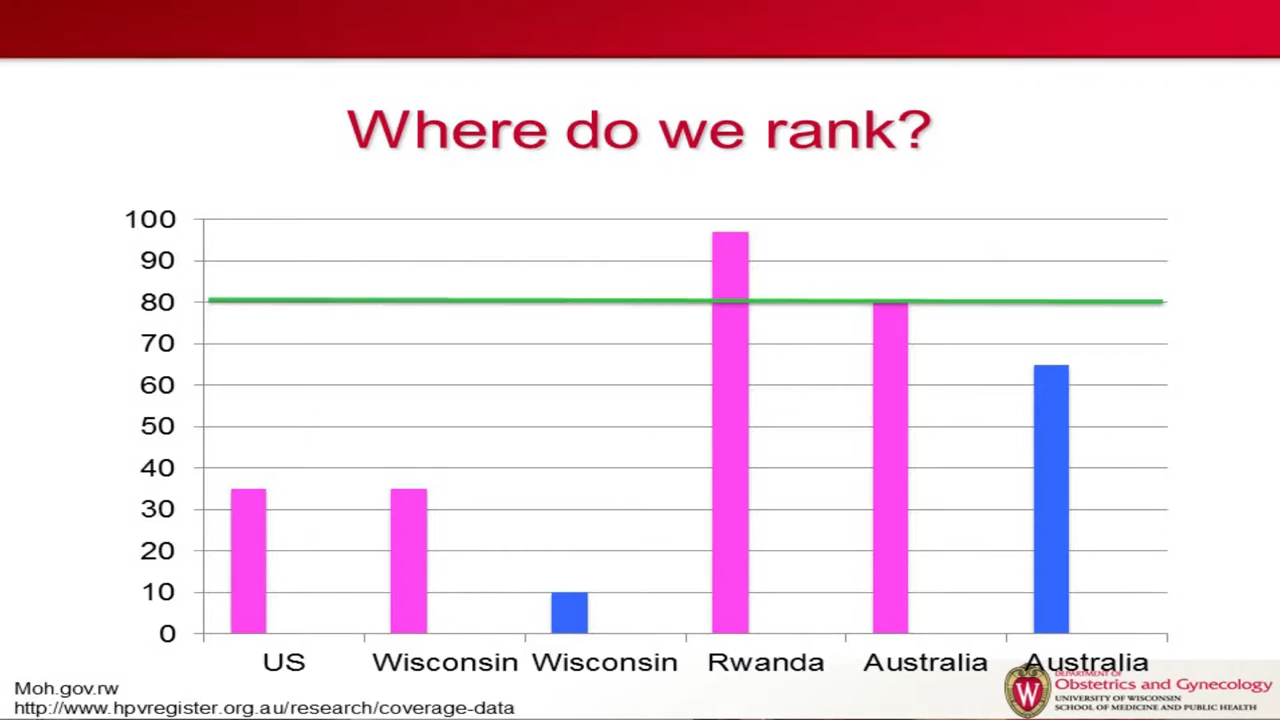 Where do we rank?
100
90
80
70
60
50
40
30
20
10
0
US Wisconsin Wisconsin Rwanda Australia Australia
Moh.gov.rw
http://www.hpvregister.org.au/research/coverage-data
W
DEPARTMENT OF
Obstetrics and Gynecology
UNIVERSITY OF WISCONSIN
SCHOOL OF MEDICINE AND PUBLIC HEALTH